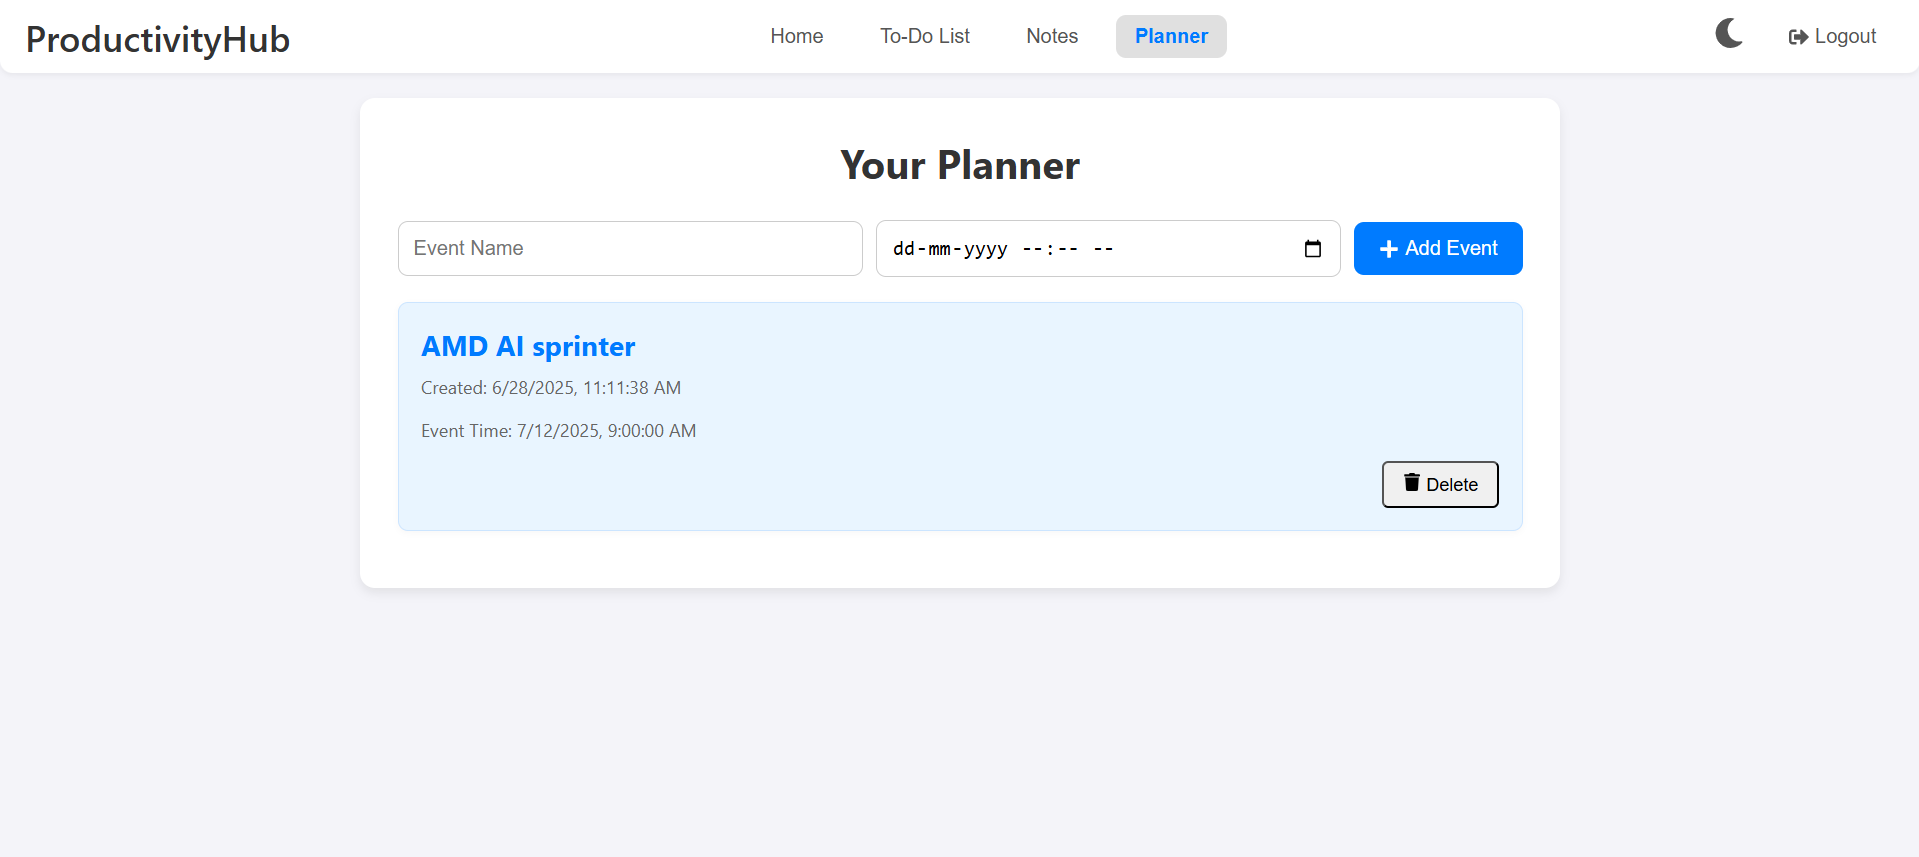 ProductivityHub
Home To-Do List Notes Planner
Logout
Your Planner
Event Name
dd-mm-yyyy --:-- --
Add Event
AMD AI sprinter
Created: 6/28/2025, 11:11:38 AM
Event Time: 7/12/2025, 9:00:00 AM
Delete